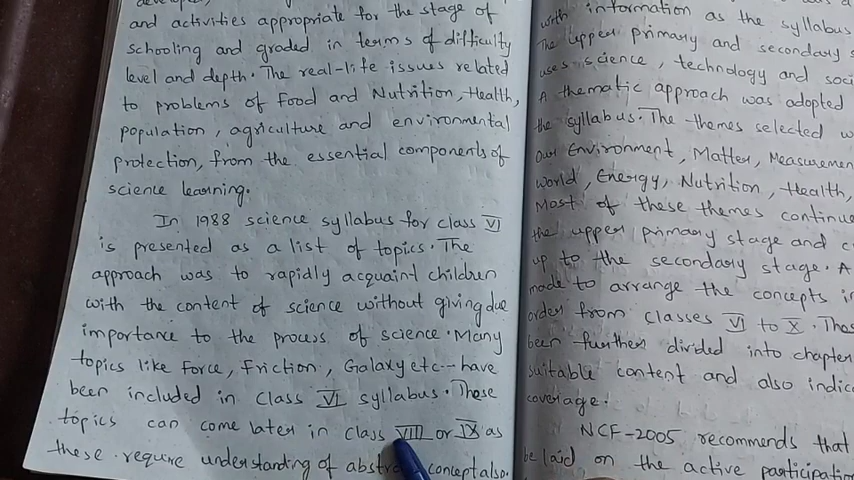 and activities appropriate for the stage of
schooling and graded in terms of difficulty
level and depth. The real-life issues related
to problems of Food and Nutrition, Health,
population, agriculture and environmental
protection, from the essential components of
science learning.
In 1988 science syllabus for class VI
is presented as a list of topics. The
approach was to rapidly acquaint children
with the content of science without giving due
importance to the process of science. Many
topics like Force, Friction, Galaxy etc-- have
been included in class VI syllabus. These
topics can come later in class VIII or IX as
these require understanding of concept also.
with information as the syllabus
The upper primary and secondary
uses science, technology and
A thematic approach was adopted
the syllabus. The themes selected
our Environment, Matter,
world, Energy, Nutrition, Health,
Most of these themes
the upper primary stage and
up to the secondary stage. A
made to arrange the concepts
order from classes VI to X.
been further divided into
suitable content and also
coverage.
NCF-2005 recommends that
be laid on the active